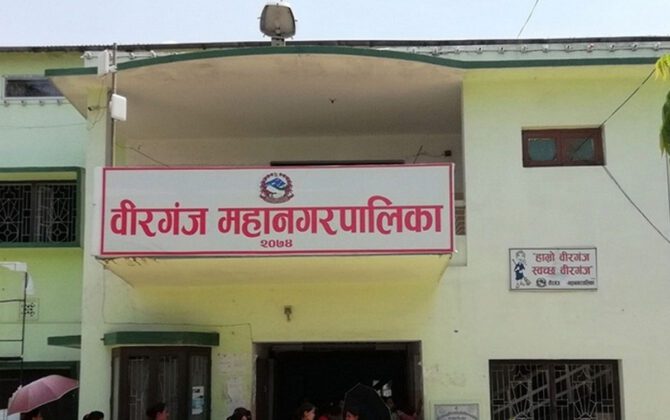 वीरगंज महानगरपालिका
२०७४
"हाम्रो वीरगंज
स्वच्छ वीरगंज"